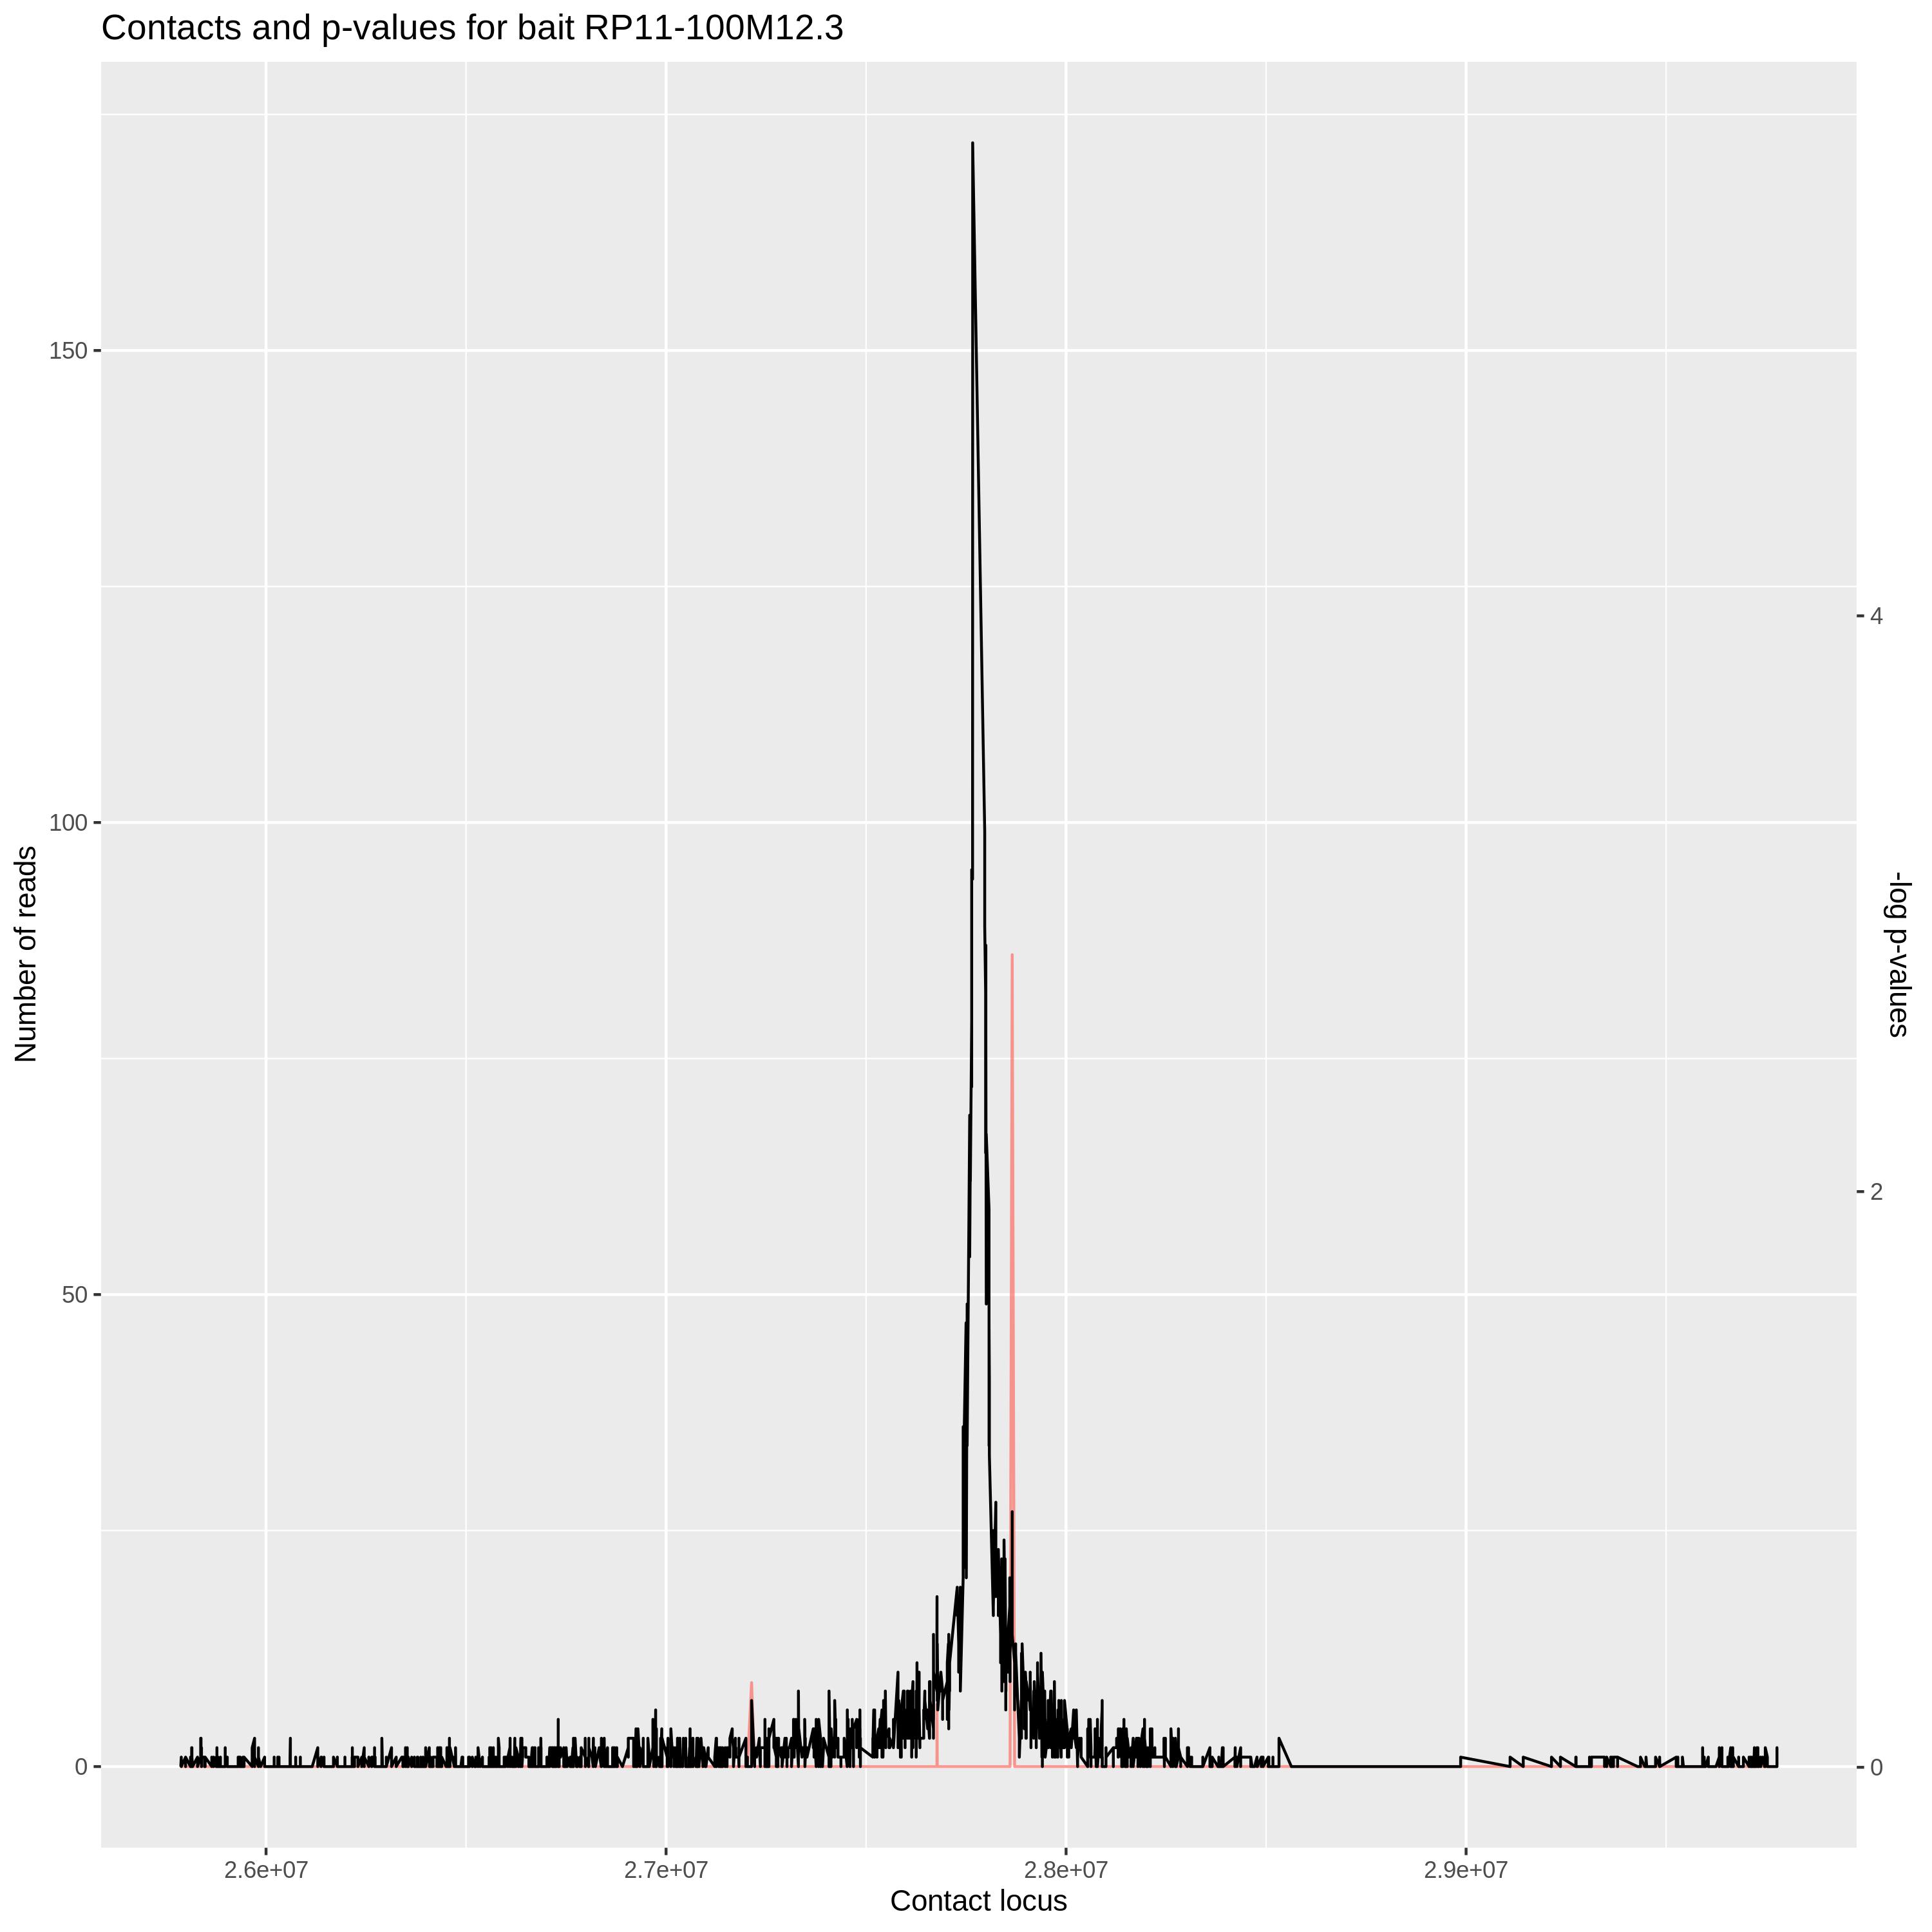 Contacts and p-values for bait RP11-100M12.3
150
100
50
0
Number of reads
4
2
0
-log p-values
2.6e+07
2.7e+07
2.8e+07
2.9e+07
Contact locus